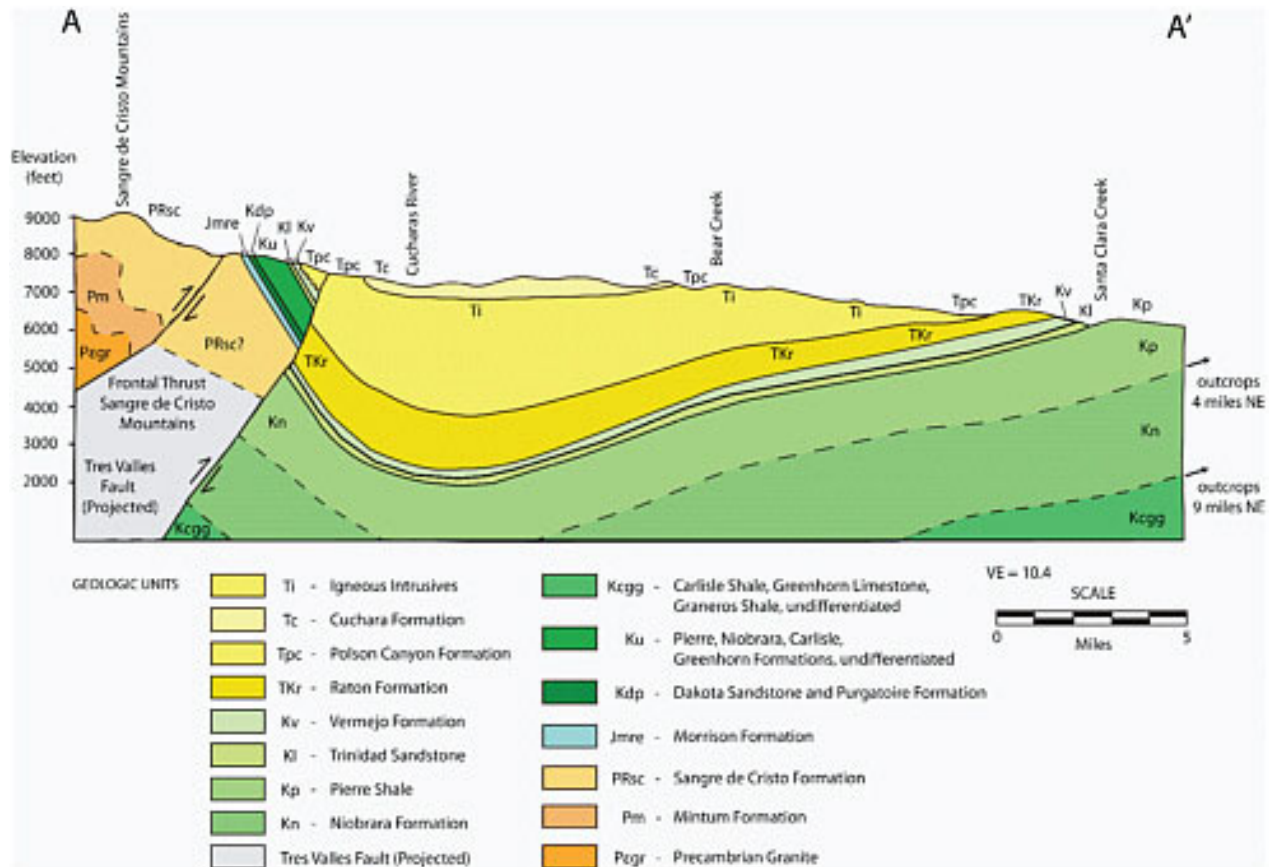 A
A'
Sangre de Cristo Mountains
Elevation
(feet)
9000
8000
7000
6000
5000
4000
3000
2000
PRsc
Jmre
Kdp
Ku
Kl
Kv
Tpc
Tpc
Tc
Cucharas River
Tc
Tpc
Bear Creek
Ti
Ti
Ti
Tpc
TKr
Kv
Kl
Santa Clara Creek
Kp
Pm
PRsc?
Pєgr
TKr
TKr
TKr
Kp
Frontal Thrust
Sangre de Cristo
Mountains
Kn
Kn
outcrops
4 miles NE
Tres Valles
Fault
(Projected)
Kcgg
Kcgg
outcrops
9 miles NE
GEOLOGIC UNITS
Ti - Igneous Intrusives
Tc - Cuchara Formation
Tpc - Polson Canyon Formation
TKr - Raton Formation
Kv - Vermejo Formation
Kl - Trinidad Sandstone
Kp - Pierre Shale
Kn - Niobrara Formation
Tres Valles Fault (Projected)
Kcgg - Carlisle Shale, Greenhorn Limestone,
Graneros Shale, undifferentiated
Ku - Pierre, Niobrara, Carlisle,
Greenhorn Formations, undifferentiated
Kdp - Dakota Sandstone and Purgatoire Formation
Jmre - Morrison Formation
PRsc - Sangre de Cristo Formation
Pm - Mintum Formation
Pєgr - Precambrian Granite
VE = 10.4
SCALE
0 5
Miles